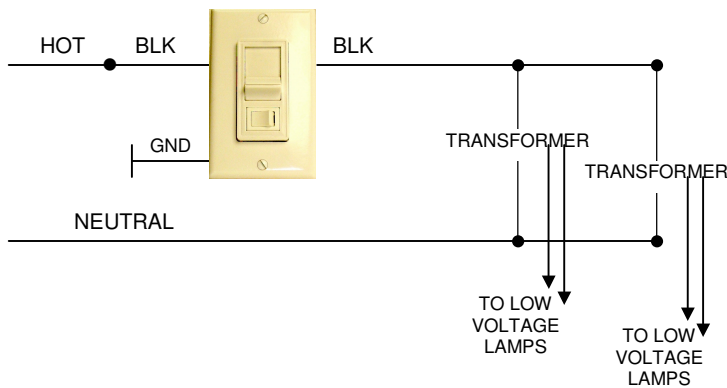 HOT
BLK
BLK
GND
TRANSFORMER
TRANSFORMER
NEUTRAL
TO LOW
VOLTAGE
LAMPS
TO LOW
VOLTAGE
LAMPS